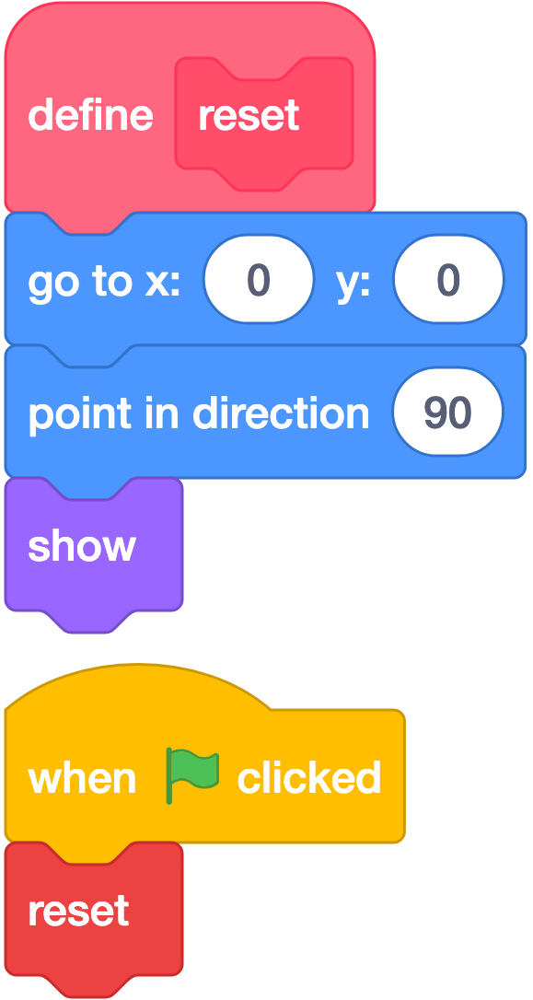 define reset
go to x: 0 y: 0
point in direction 90
show
when clicked
reset